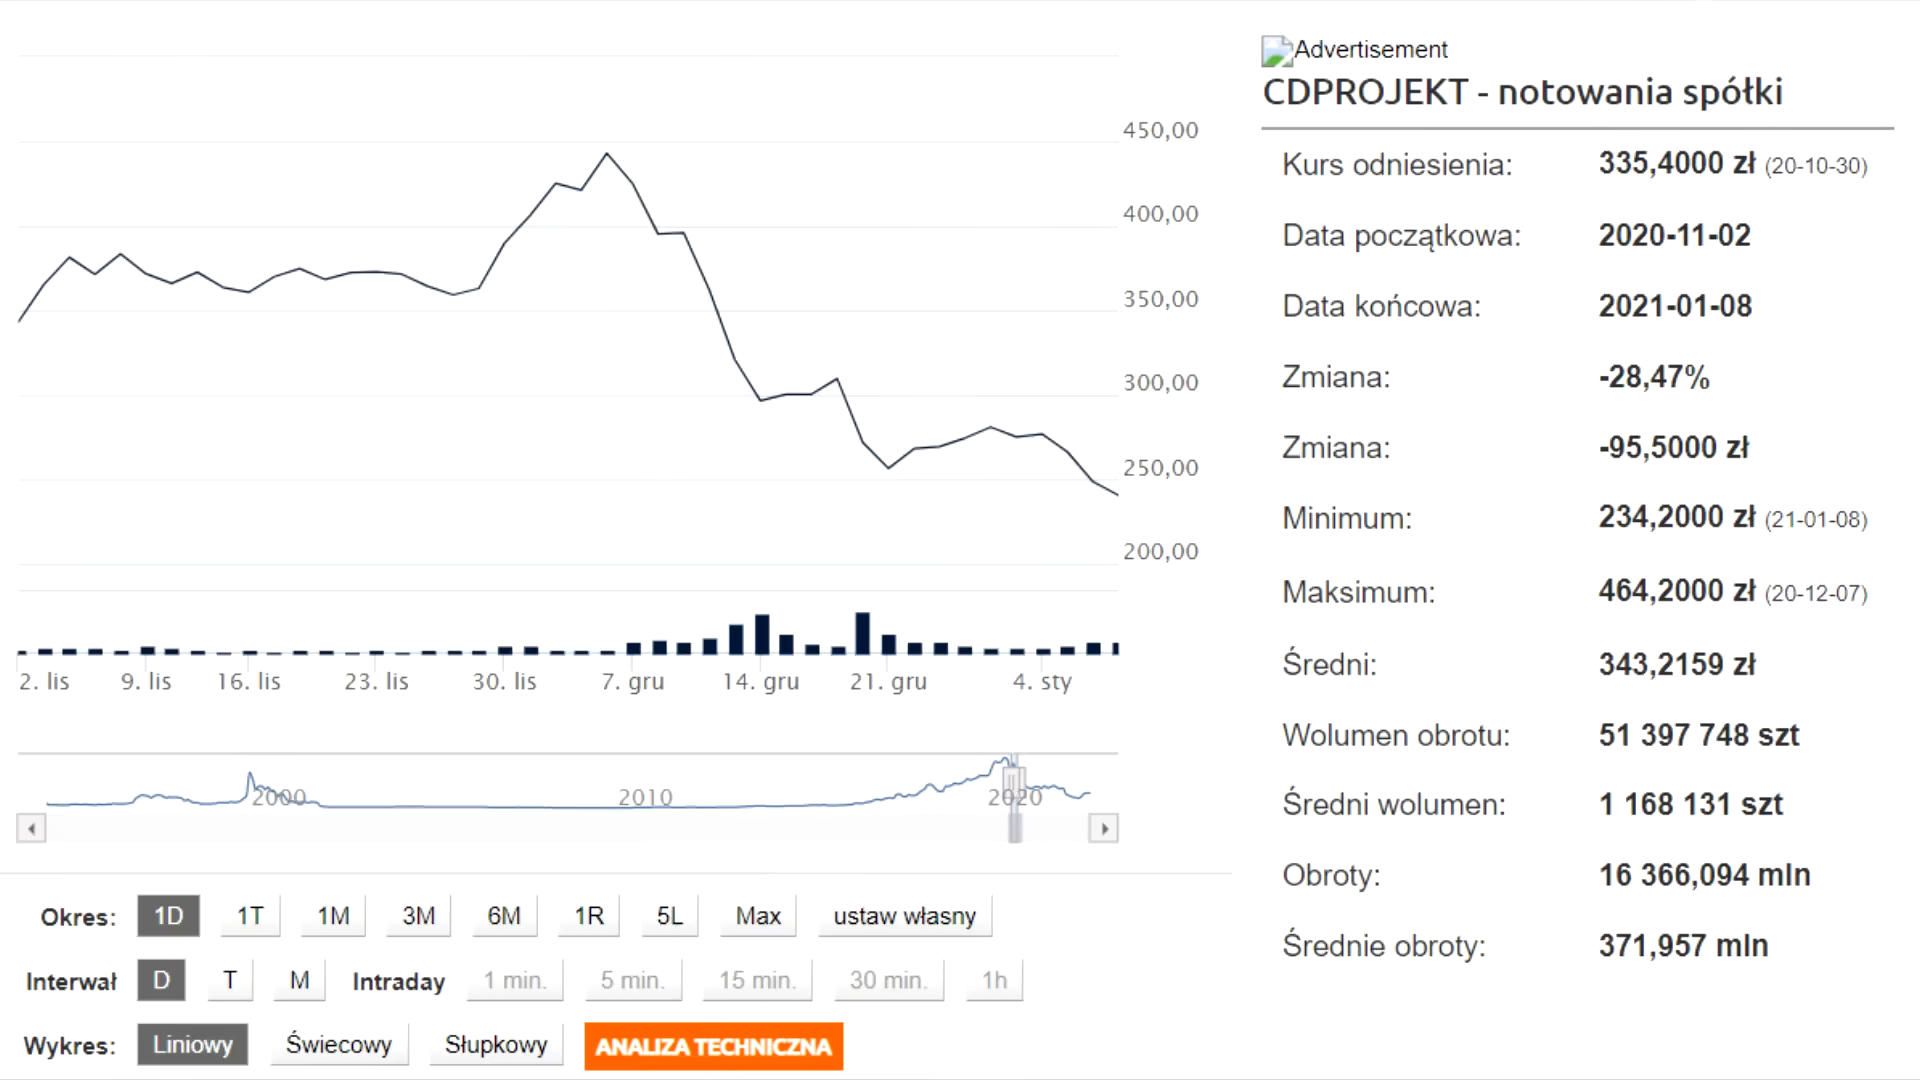 450,00
400,00
350,00
300,00
250,00
200,00
2. lis 9. lis 16. lis 23. lis 30. lis 7. gru 14. gru 21. gru 4. sty
2000 2010 2020
Okres: 1D 1T 1M 3M 6M 1R 5L Max ustaw własny
Interwał D T M Intraday 1 min. 5 min. 15 min. 30 min. 1h
Wykres: Liniowy Świecowy Słupkowy ANALIZA TECHNICZNA
Advertisement
CDPROJEKT - notowania spółki
Kurs odniesienia: 335,4000 zł (20-10-30)
Data początkowa: 2020-11-02
Data końcowa: 2021-01-08
Zmiana: -28,47%
Zmiana: -95,5000 zł
Minimum: 234,2000 zł (21-01-08)
Maksimum: 464,2000 zł (20-12-07)
Średni: 343,2159 zł
Wolumen obrotu: 51 397 748 szt
Średni wolumen: 1 168 131 szt
Obroty: 16 366,094 mln
Średnie obroty: 371,957 mln